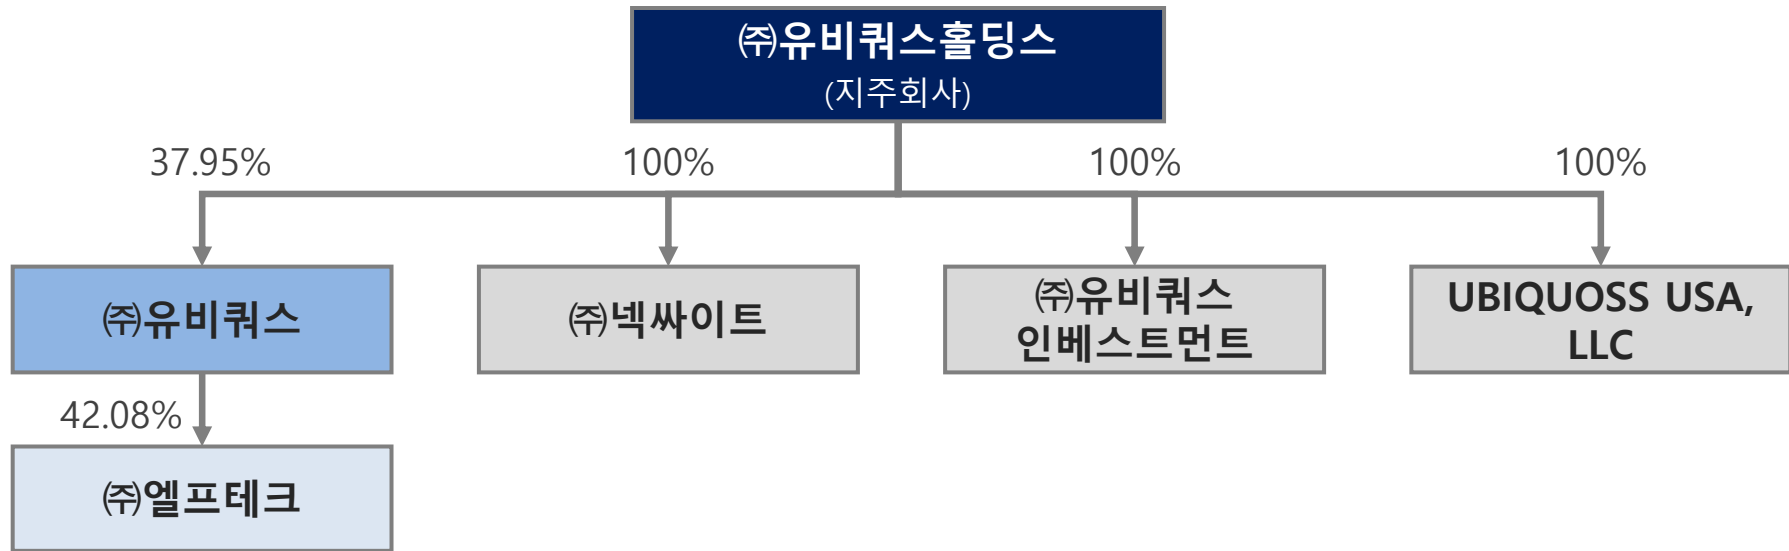 ㈜유비쿼스홀딩스
(지주회사)
37.95%
100%
100%
100%
㈜유비쿼스
㈜넥싸이트
㈜유비쿼스
인베스트먼트
UBIQUOSS USA,
LLC
42.08%
㈜엘프테크